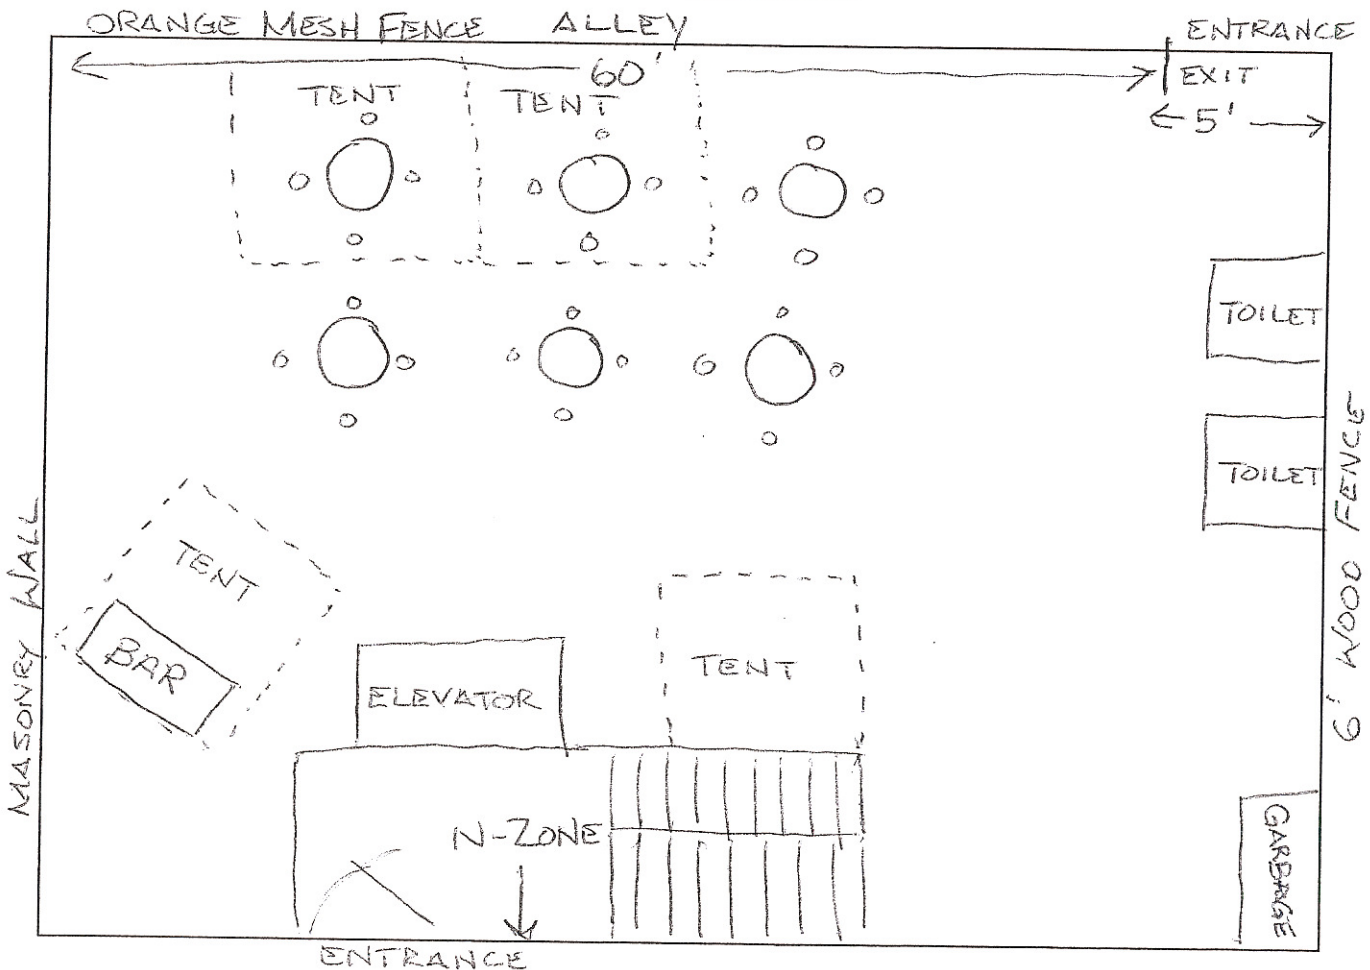 ORANGE MESH FENCE ALLEY
ENTRANCE
60'
EXIT
5'
TENT
TENT
TOILET
TOILET
6' WOOD FENCE
MASONRY WALL
TENT
BAR
ELEVATOR
TENT
N-ZONE
GARBAGE
ENTRANCE